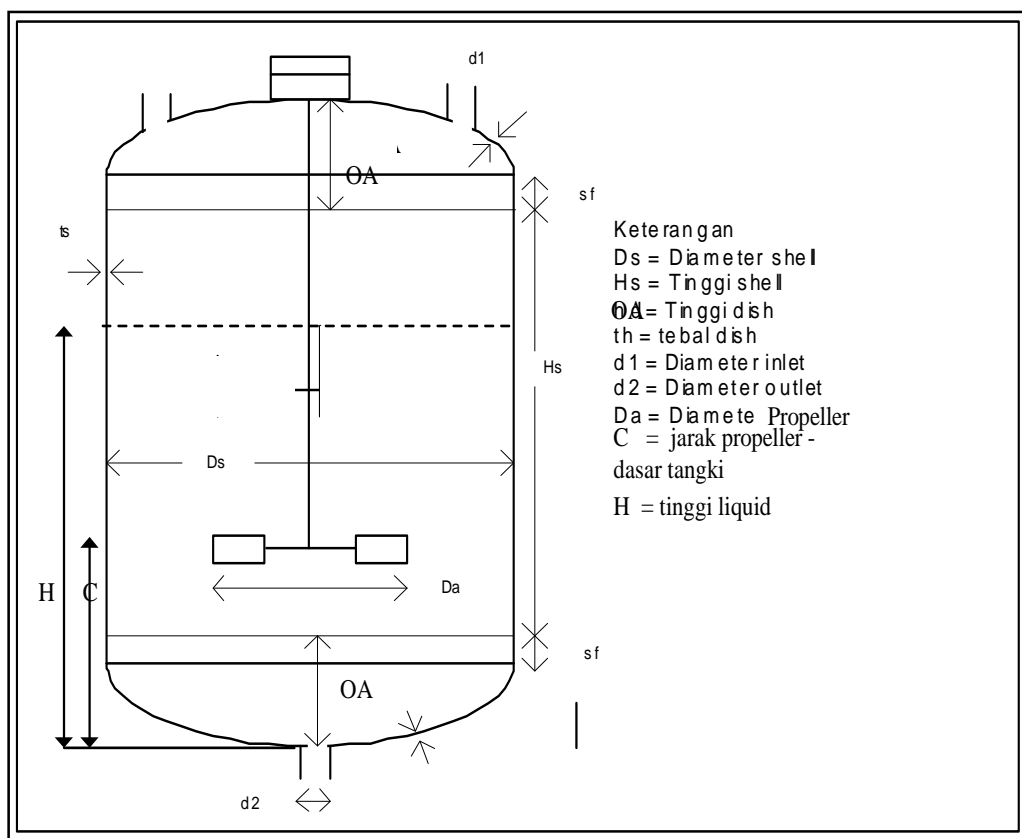 d1
OA
sf
ts
Keterangan
Ds = Diameter shell
Hs = Tinggi shell
OA = Tinggi dish
th = tebal dish
d1 = Diameter inlet
d2 = Diameter outlet
Da = Diamete Propeller
C = jarak propeller -
dasar tangki
H = tinggi liquid
Hs
Ds
H
C
Da
sf
OA
d2